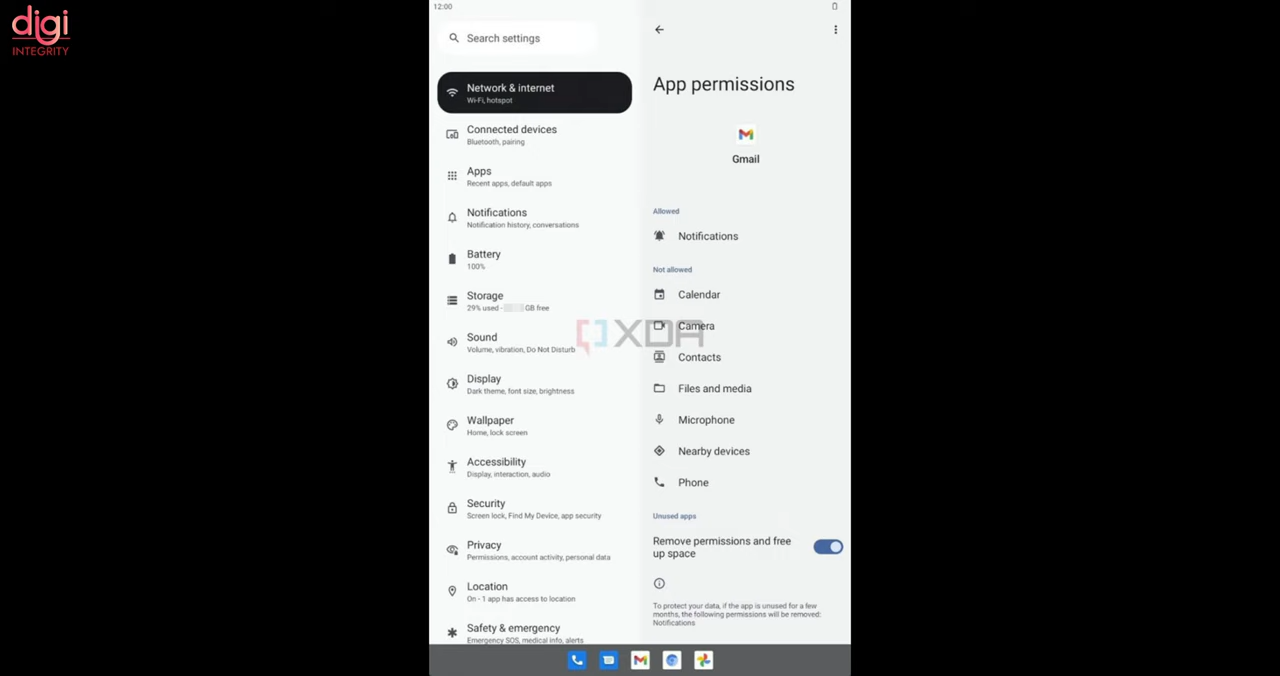 digi
INTEGRITY
12:00
Search settings
Network & internet
Wi-Fi, hotspot
Connected devices
Bluetooth, pairing
Apps
Recent apps, default apps
Notifications
Notification history, conversations
Battery
100%
Storage
29% used - GB free
Sound
Volume, vibration, Do Not Disturb
Display
Dark theme, font size, brightness
Wallpaper
Home, lock screen
Accessibility
Display, interaction, audio
Security
Screen lock, Find My Device, app security
Privacy
Permissions, account activity, personal data
Location
On - 1 app has access to location
Safety & emergency
Emergency SOS, medical info, alerts
App permissions
Gmail
Allowed
Notifications
Not allowed
Calendar
Camera
XDA
Contacts
Files and media
Microphone
Nearby devices
Phone
Unused apps
Remove permissions and free
up space
To protect your data, if the app is unused for a few
months, the following permissions will be removed:
Notifications